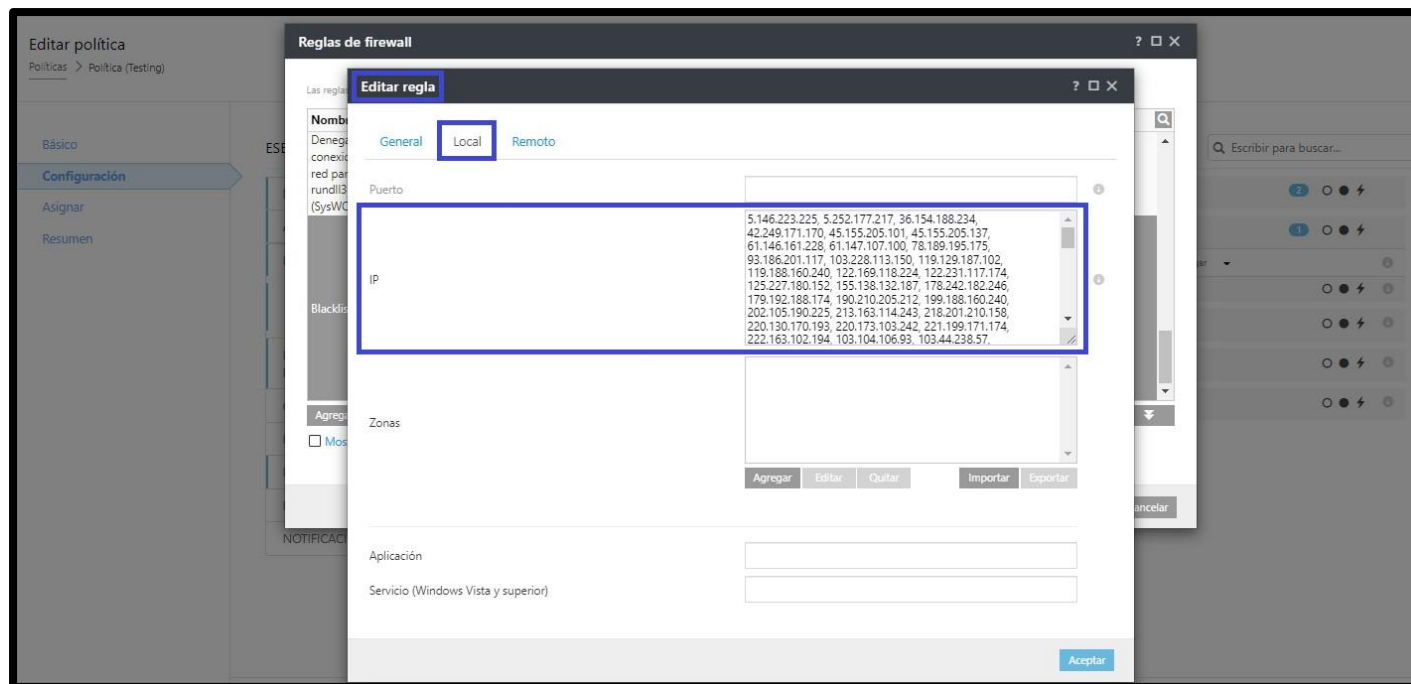 Editar política
Políticas > Política (Testing)
Básico
Configuración
Asignar
Resumen
Reglas de firewall
Las reglas
Editar regla
General Local Remoto
Puerto
IP
5.146.223.225, 5.252.177.217, 36.154.188.234,
42.249.171.170, 45.155.205.101, 45.155.205.137,
61.146.161.228, 61.147.107.100, 78.189.195.175,
93.186.201.117, 103.228.113.150, 119.129.187.102,
119.188.160.240, 122.169.118.224, 122.231.117.174,
125.227.180.152, 155.138.132.187, 178.242.182.246,
179.192.188.174, 190.210.205.212, 199.188.160.240,
202.105.190.225, 213.163.114.243, 218.201.210.158,
220.130.170.193, 220.173.103.242, 221.199.171.174,
222.163.102.194, 103.104.106.93, 103.44.238.57,
Zonas
Agregar Editar Quitar Importar Exportar
Aplicación
Servicio (Windows Vista y superior)
Aceptar
Nomb
Denega
conexic
red par
rundll3
(SysWC
Blacklis
Agrega
Mos
ancelar
ESE
NOTIFICACI
Escribir para buscar...
2
1